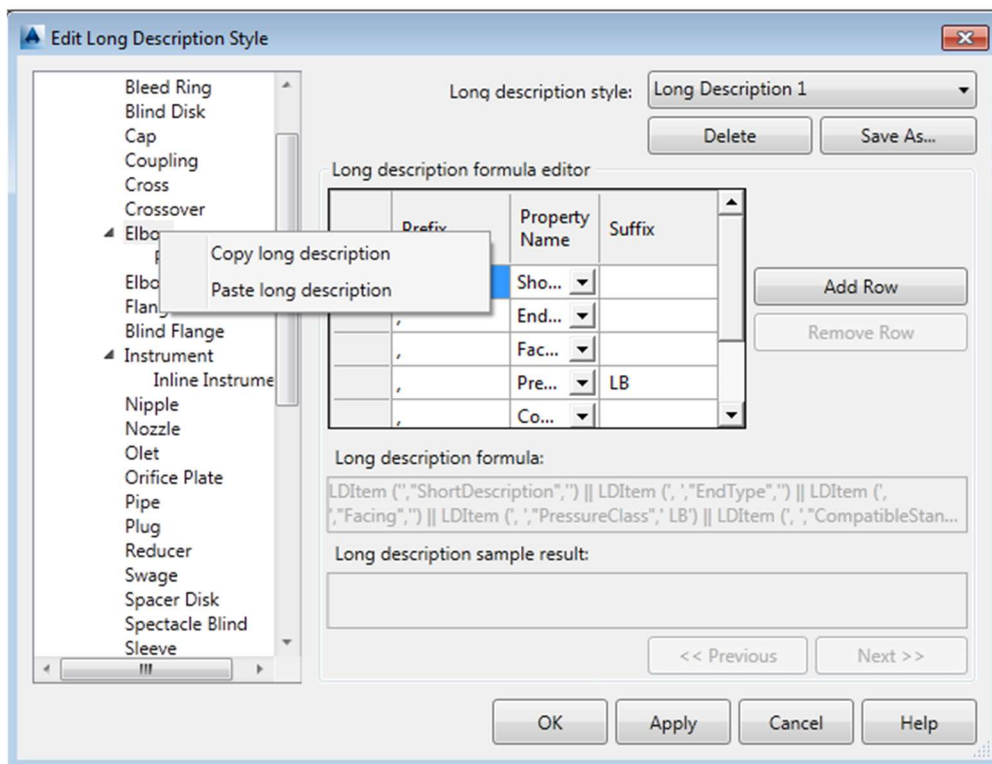 Edit Long Description Style
Bleed Ring
Blind Disk
Cap
Coupling
Cross
Crossover
Elbo
Elbo
Flang
Blind Flange
Instrument
Inline Instrume
Nipple
Nozzle
Olet
Orifice Plate
Pipe
Plug
Reducer
Swage
Spacer Disk
Spectacle Blind
Sleeve
Copy long description
Paste long description
Long description style: Long Description 1
Delete Save As...
Long description formula editor
Prefix Property Name Suffix
Sho...
, End...
, Fac...
, Pre... LB
, Co...
Add Row
Remove Row
Long description formula:
LDItem ('',"ShortDescription",'') || LDItem (', ',"EndType",'') || LDItem (',
',"Facing",'') || LDItem (', ',"PressureClass",' LB') || LDItem (', ',"CompatibleStan...
Long description sample result:
<< Previous Next >>
OK Apply Cancel Help